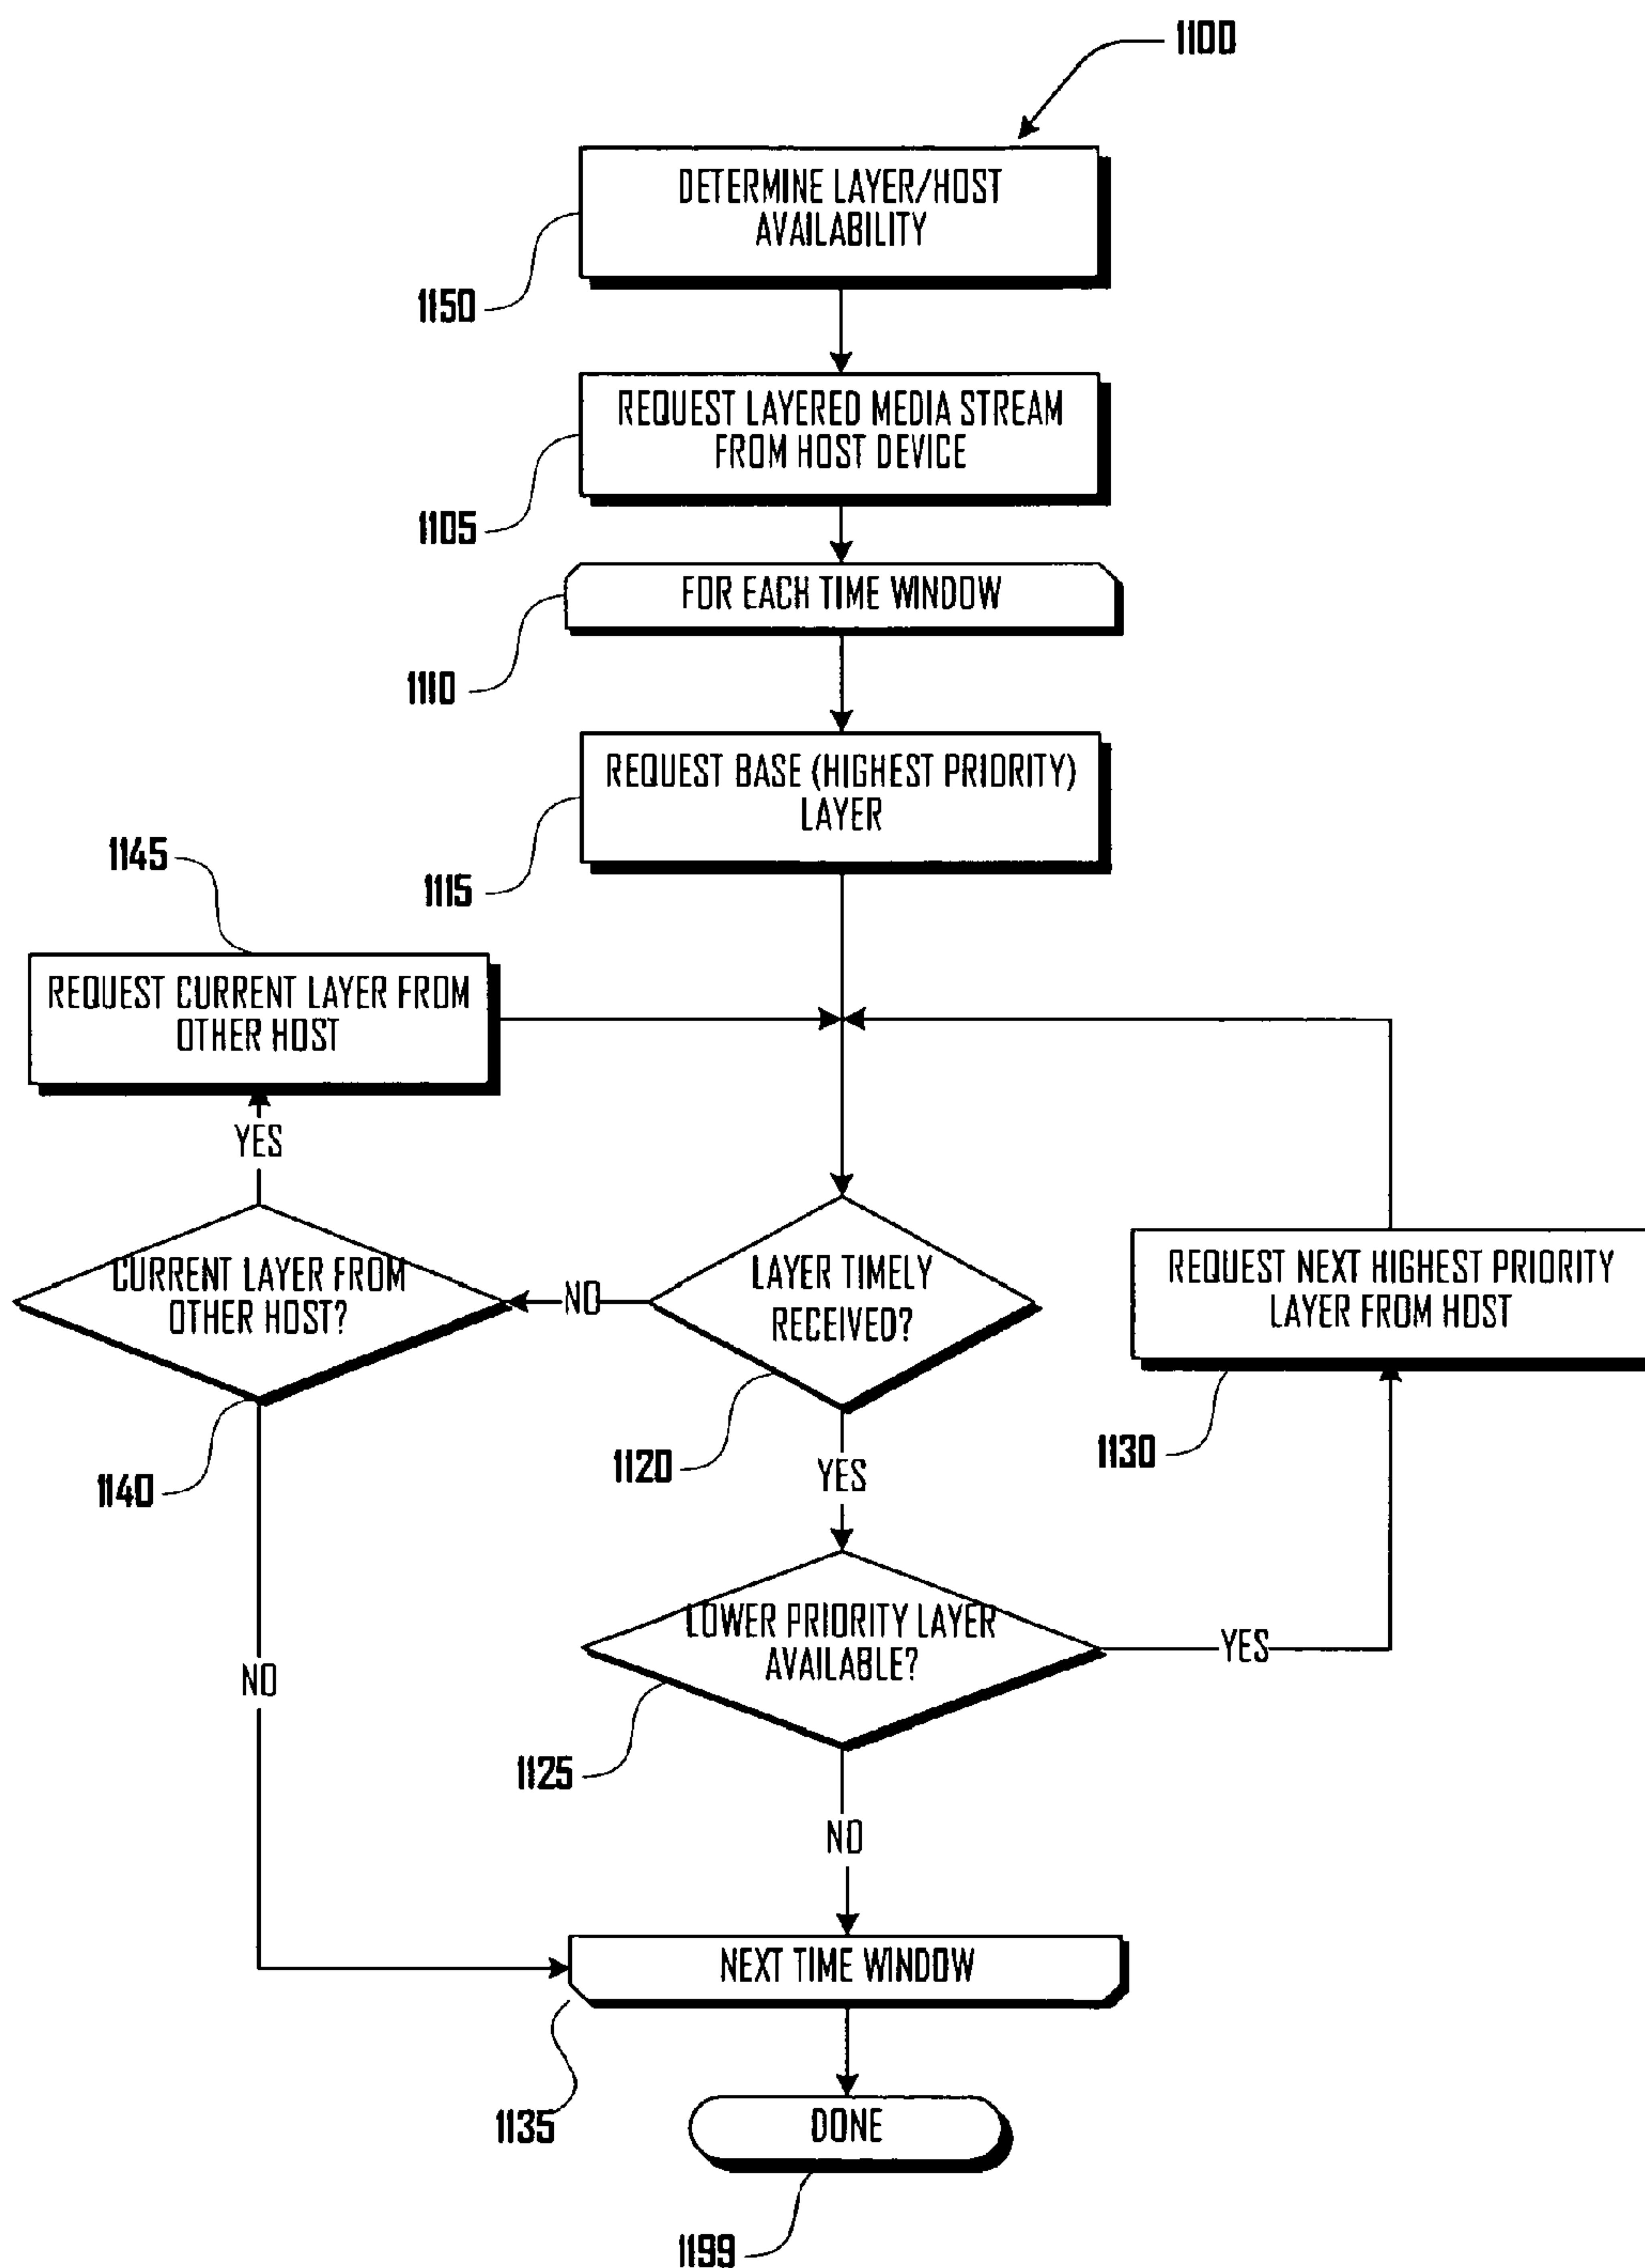 1100
DETERMINE LAYER/HOST
AVAILABILITY
1150
REQUEST LAYERED MEDIA STREAM
FROM HOST DEVICE
1105
FOR EACH TIME WINDOW
1110
REQUEST BASE (HIGHEST PRIORITY)
LAYER
1115
1145
REQUEST CURRENT LAYER FROM
OTHER HOST
YES
CURRENT LAYER FROM
OTHER HOST?
1140
NO
LAYER TIMELY
RECEIVED?
1120
REQUEST NEXT HIGHEST PRIORITY
LAYER FROM HOST
1130
YES
LOWER PRIORITY LAYER
AVAILABLE?
YES
1125
NO
NO
NEXT TIME WINDOW
1135
DONE
1199